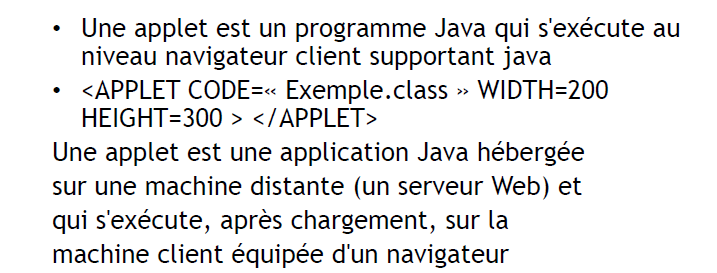 • Une applet est un programme Java qui s'exécute au
niveau navigateur client supportant java
• <APPLET CODE=« Exemple.class » WIDTH=200
HEIGHT=300 > </APPLET>
Une applet est une application Java hébergée
sur une machine distante (un serveur Web) et
qui s'exécute, après chargement, sur la
machine client équipée d'un navigateur